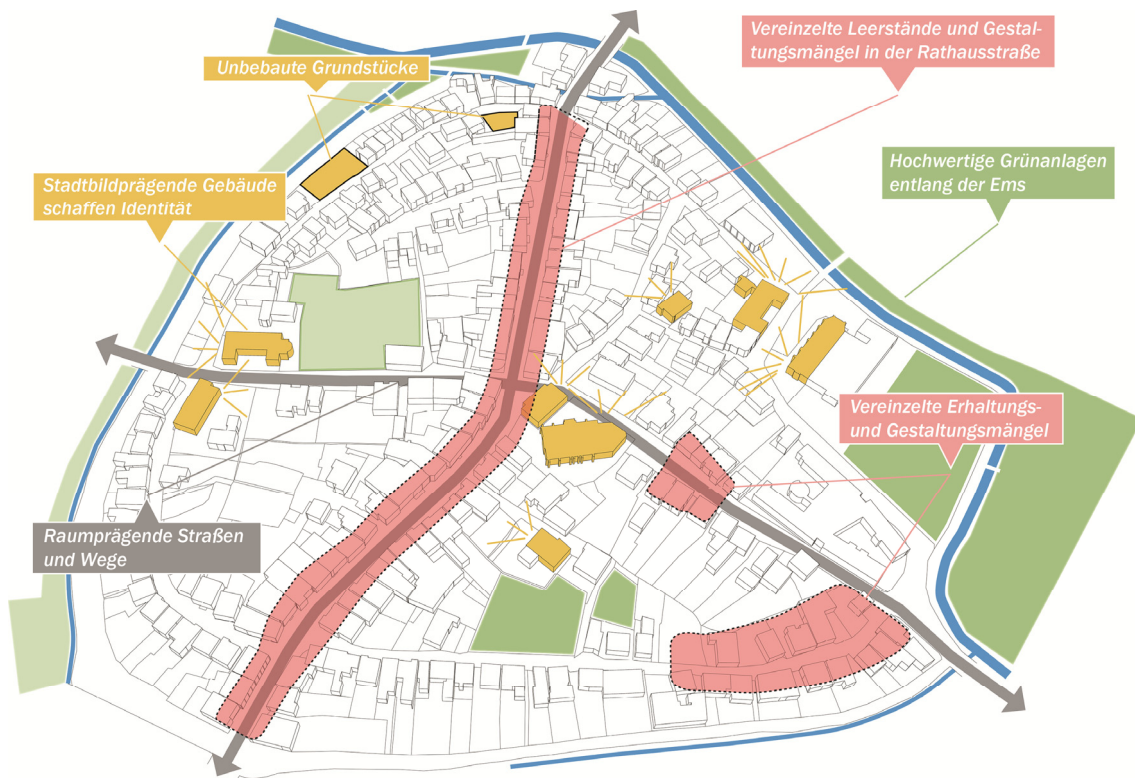 Vereinzelte Leerstände und Gestal-
tungsmängel in der Rathausstraße
Unbebaute Grundstücke
Hochwertige Grünanlagen
entlang der Ems
Stadtbildprägende Gebäude
schaffen Identität
Vereinzelte Erhaltungs-
und Gestaltungsmängel
Raumprägende Straßen
und Wege